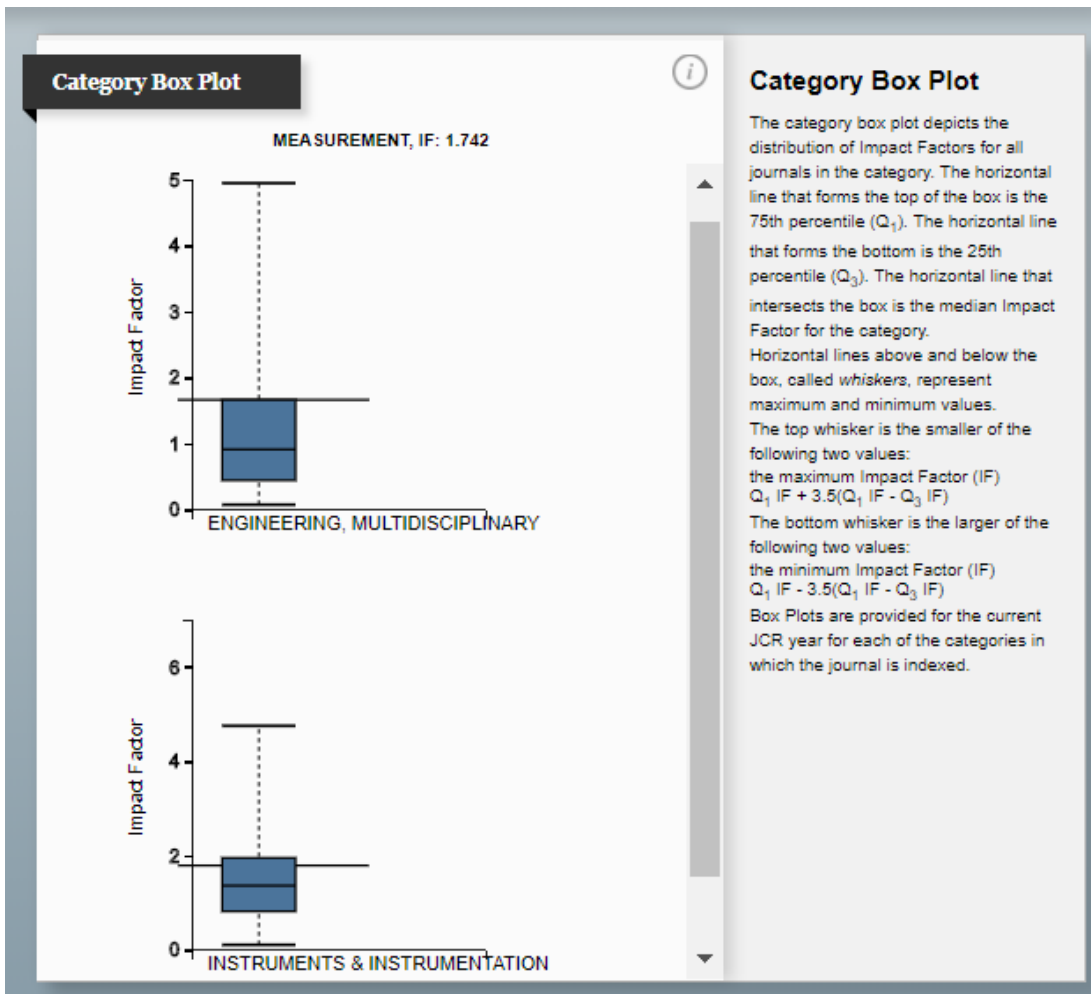 Category Box Plot
i
MEASUREMENT, IF: 1.742
5
4
3
2
1
0
Impact Factor
ENGINEERING, MULTIDISCIPLINARY
6
4
2
0
Impact Factor
INSTRUMENTS & INSTRUMENTATION
Category Box Plot
The category box plot depicts the
distribution of Impact Factors for all
journals in the category. The horizontal
line that forms the top of the box is the
75th percentile (Q1). The horizontal line
that forms the bottom is the 25th
percentile (Q3). The horizontal line that
intersects the box is the median Impact
Factor for the category.
Horizontal lines above and below the
box, called whiskers, represent
maximum and minimum values.
The top whisker is the smaller of the
following two values:
the maximum Impact Factor (IF)
Q1 IF + 3.5(Q1 IF - Q3 IF)
The bottom whisker is the larger of the
following two values:
the minimum Impact Factor (IF)
Q1 IF - 3.5(Q1 IF - Q3 IF)
Box Plots are provided for the current
JCR year for each of the categories in
which the journal is indexed.